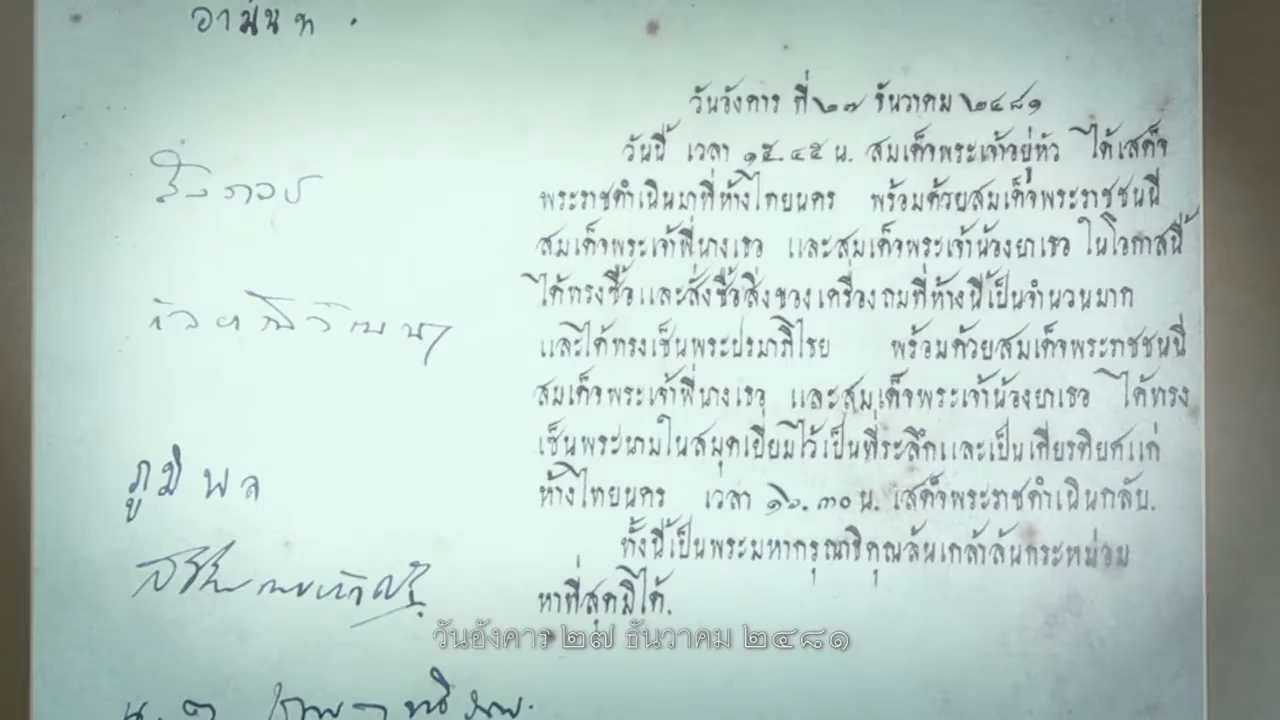 อานันท
วันอังคาร ที่ ๒๗ ธันวาคม ๒๔๘๑
วันนี้ เวลา ๑๕.๔๕ น. สมเด็จพระเจ้าอยู่หัว ได้เสด็จ
พระราชดำเนินมาที่ห้างไทยนคร พร้อมด้วยสมเด็จพระราชชนนี
สมเด็จพระเจ้าพี่นางเธอ และสมเด็จพระเจ้าน้องยาเธอ ในโอกาสนี้
ได้ทรงซื้อและสั่งซื้อสิ่งของเครื่องถมที่ห้างนี้เป็นจำนวนมาก
และได้ทรงเซ็นพระปรมาภิไธย พร้อมด้วยสมเด็จพระราชชนนี
สมเด็จพระเจ้าพี่นางเธอ และสมเด็จพระเจ้าน้องยาเธอ ได้ทรง
เซ็นพระนามในสมุดเยี่ยมไว้เป็นที่ระลึกและเป็นเกียรติยศแก่
ห้างไทยนคร เวลา ๑๖.๓๐ น. เสด็จพระราชดำเนินกลับ.
ทั้งนี้เป็นพระมหากรุณาธิคุณล้นเกล้าล้นกระหม่อม
หาที่สุดมิได้.
สังวาลย์
กัลยาณิวัฒนา
ภูมิพล
วันอังคาร ๒๗ ธันวาคม ๒๔๘๑